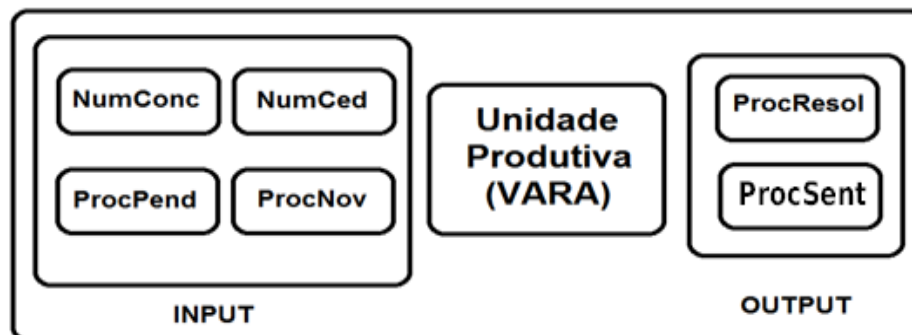 NumConc
NumCed
ProcPend
ProcNov
INPUT
Unidade
Produtiva
(VARA)
ProcResol
ProcSent
OUTPUT